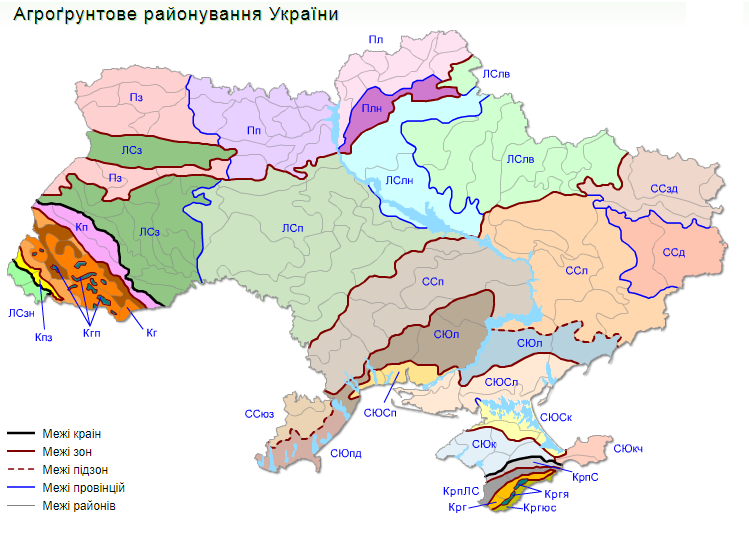 Агроґрунтове районування України
Пл
ЛСлв
Пз
Плн
Пп
ЛСз
ЛСлв
Пз
ЛСлн
ССзд
Кп
ЛСз
ЛСп
ССд
ССл
ССп
ЛСзн
Кпз
Кгп
Кг
СЮл
СЮл
СЮСл
ССюз
СЮСп
СЮСк
СЮпд
СЮк
СЮкч
КрпС
КрпЛС
Кргя
Крг
Кргюс
Межі країн
Межі зон
Межі підзон
Межі провінцій
Межі районів